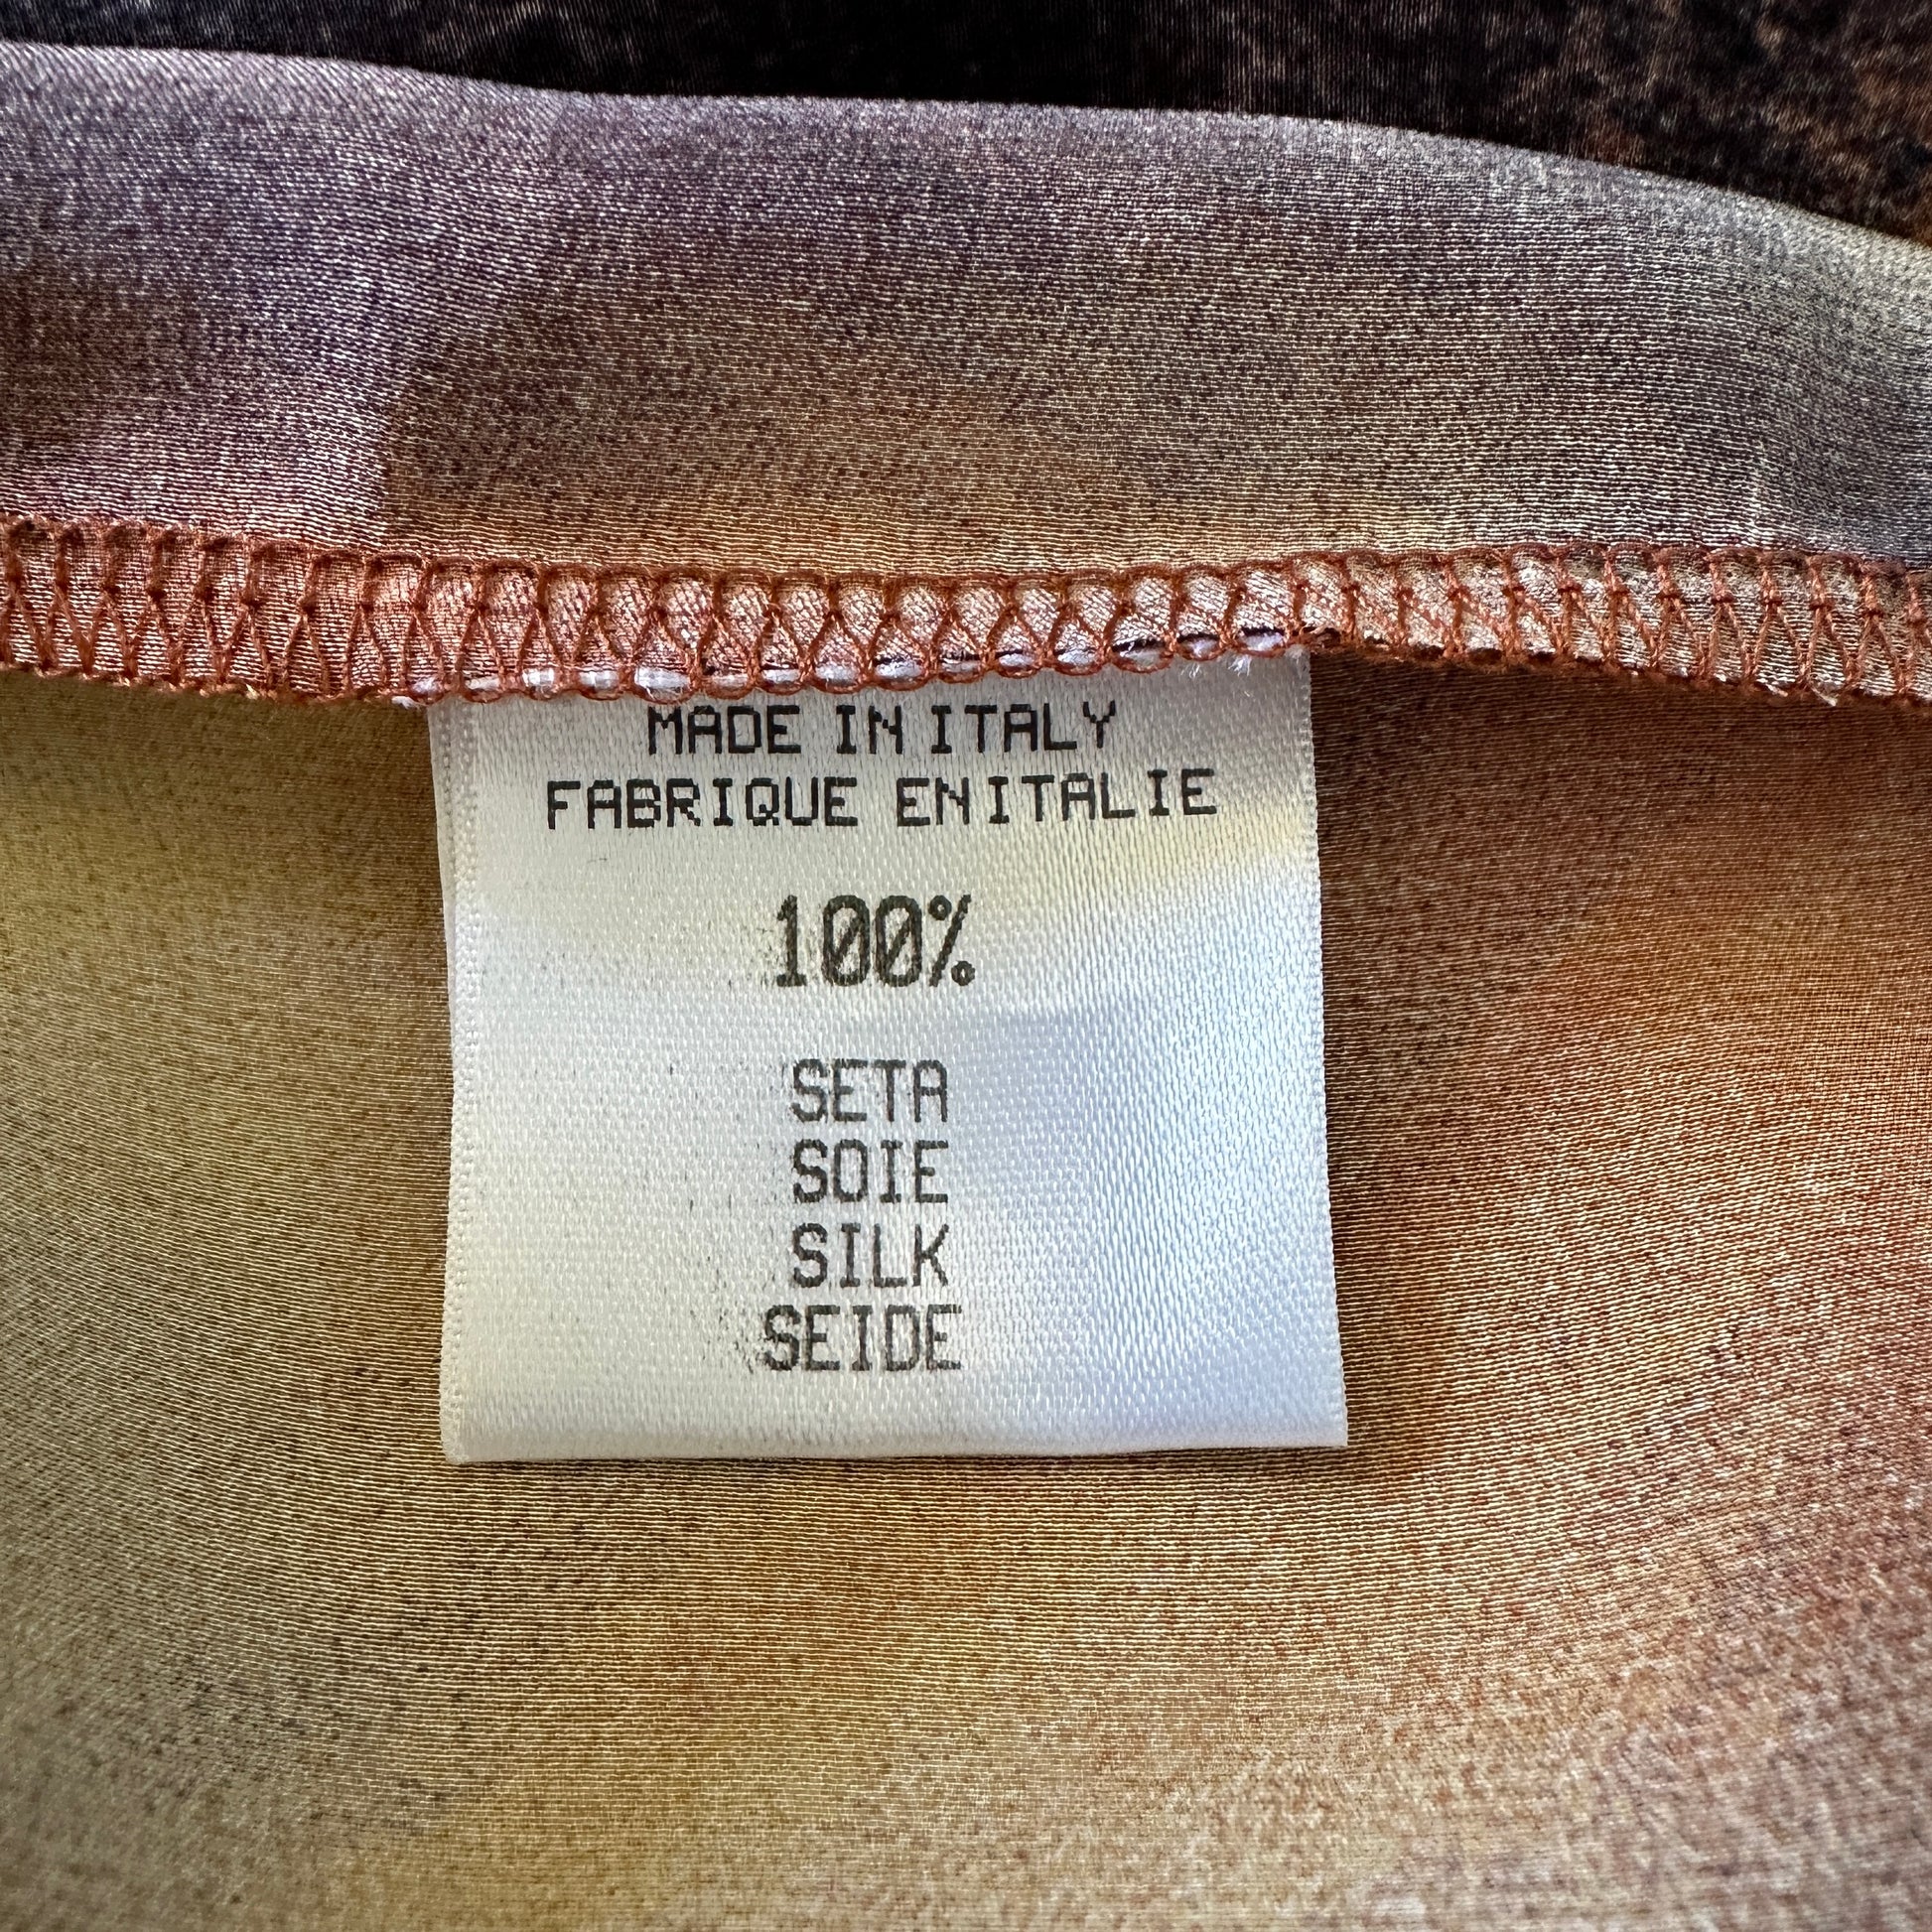 MADE IN ITALY
FABRIQUE EN ITALIE
100%
SETA
SOIE
SILK
SEIDE